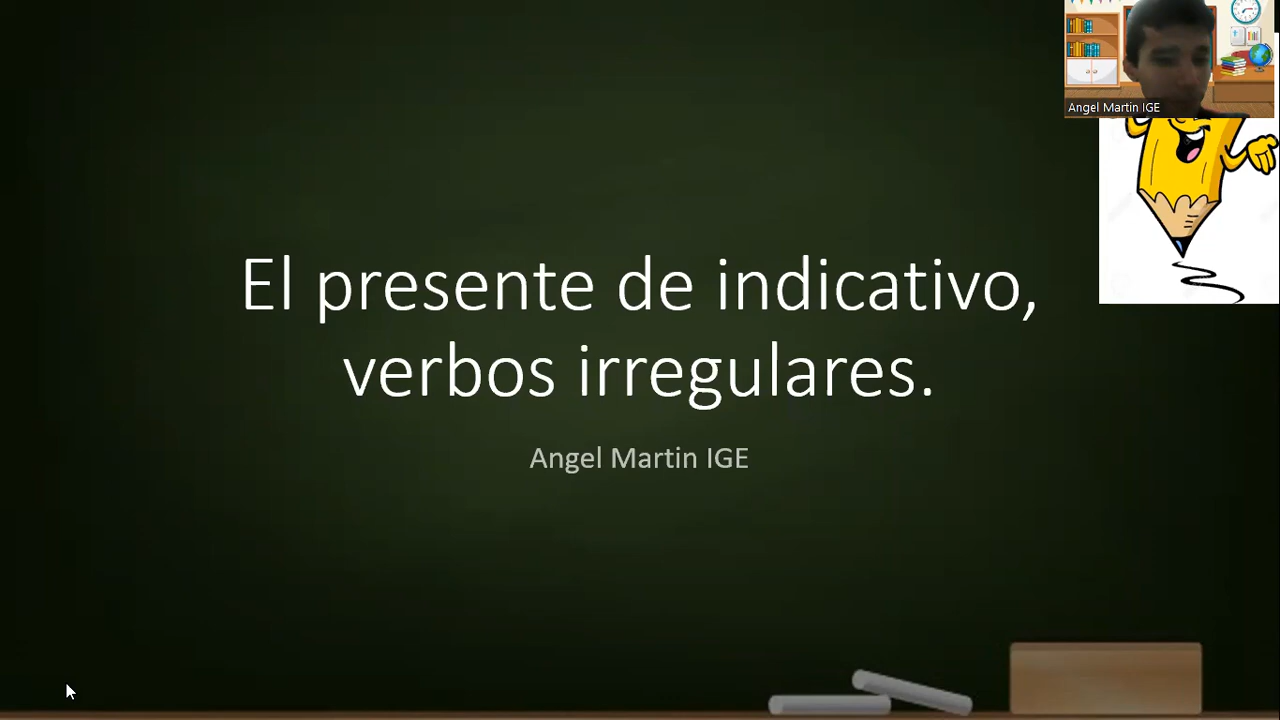 Angel Martin IGE
El presente de indicativo,
verbos irregulares.
Angel Martin IGE